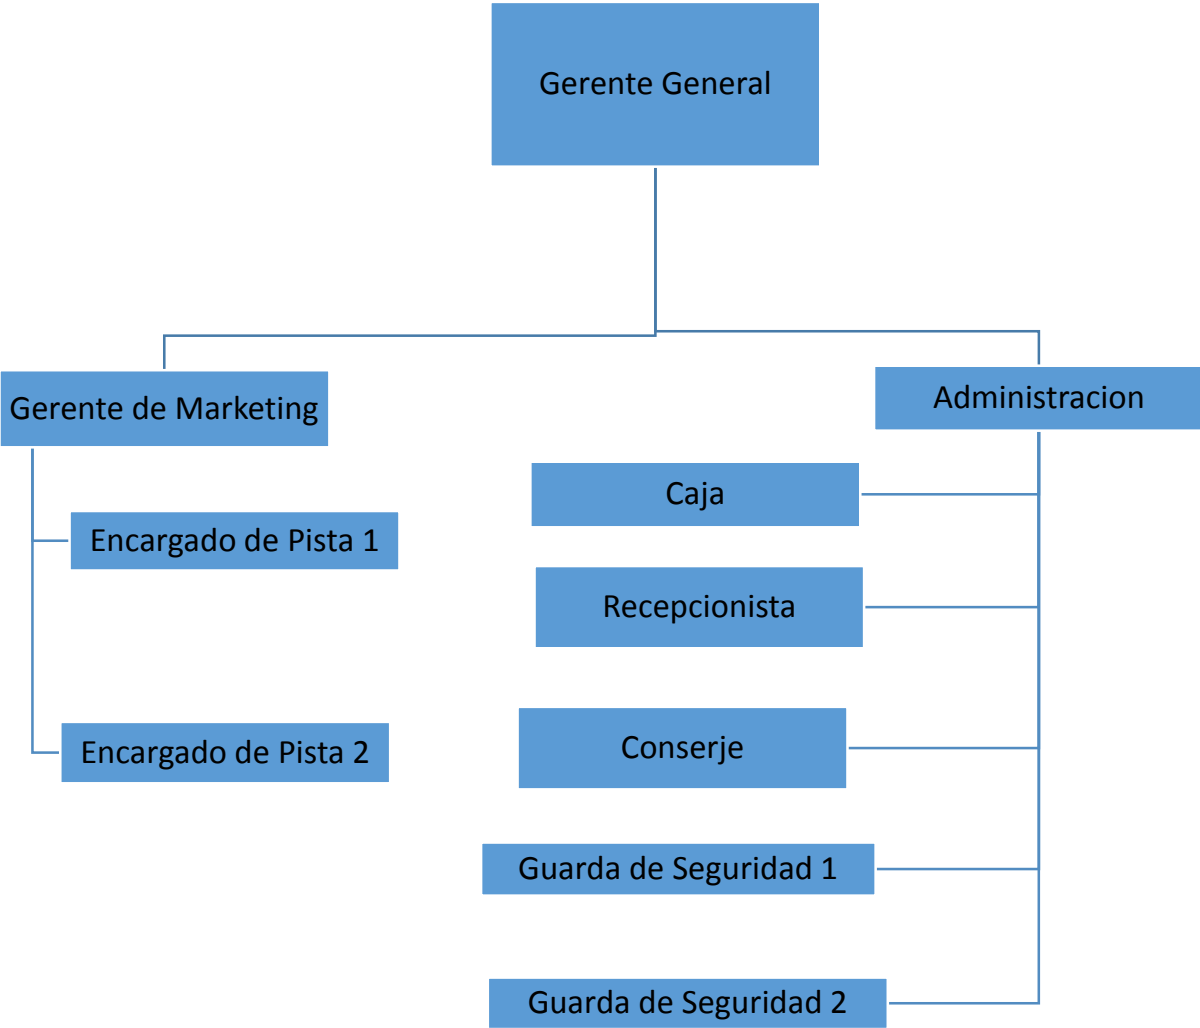 Gerente General
Gerente de Marketing
Administracion
Caja
Encargado de Pista 1
Recepcionista
Encargado de Pista 2
Conserje
Guarda de Seguridad 1
Guarda de Seguridad 2